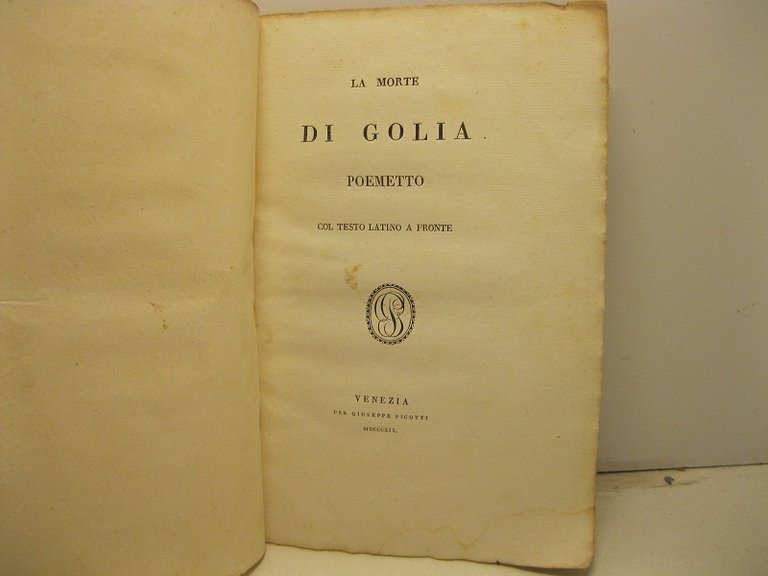 LA MORTE
DI GOLIA
POEMETTO
COL TESTO LATINO A FRONTE
VENEZIA
PER GIUSEPPE PICOTTI
MDCCCXIX.